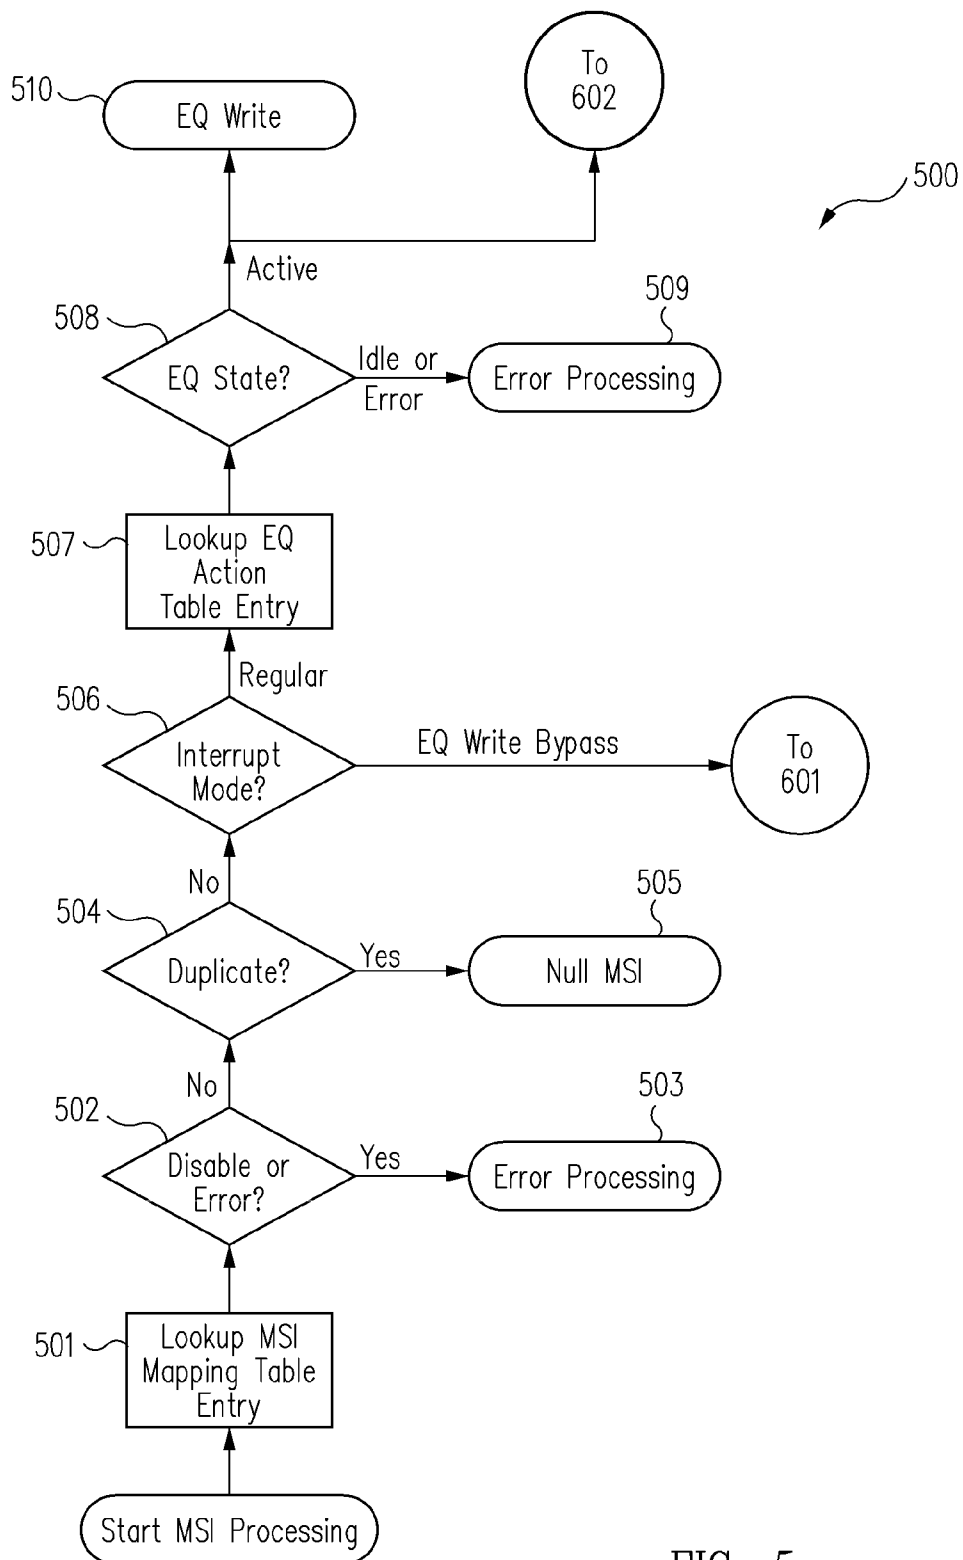 To
602
510
EQ Write
500
Active
509
508
EQ State?
Idle or
Error
Error Processing
507
Lookup EQ
Action
Table Entry
Regular
506
Interrupt
Mode?
EQ Write Bypass
To
601
No
505
504
Duplicate?
Yes
Null MSI
No
503
502
Disable or
Error?
Yes
Error Processing
501
Lookup MSI
Mapping Table
Entry
Start MSI Processing